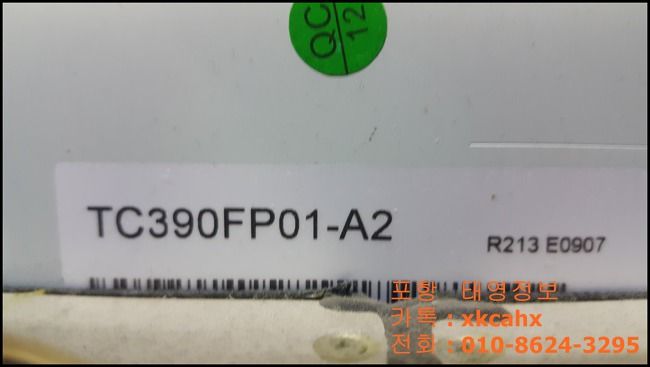 QC
12
TC390FP01-A2
R213 E0907
포항 : 태영정보
카톡 : xkcahx
전화 : 010-8624-3295